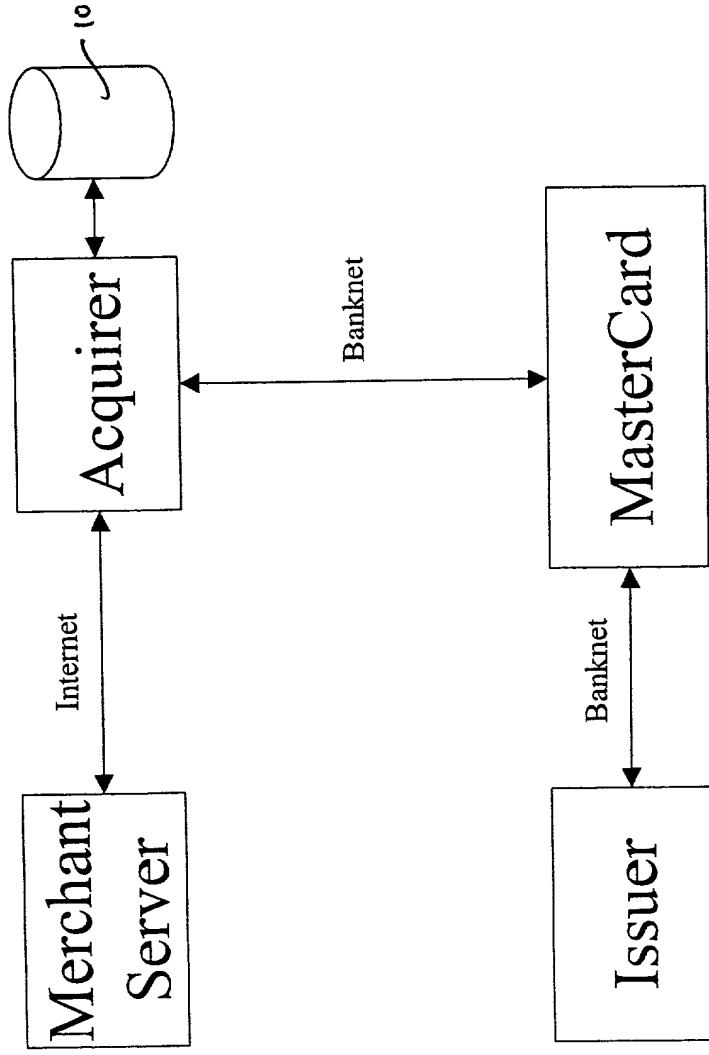 Merchant
Server
Internet
Acquirer
10
Banknet
Issuer
Banknet
MasterCard